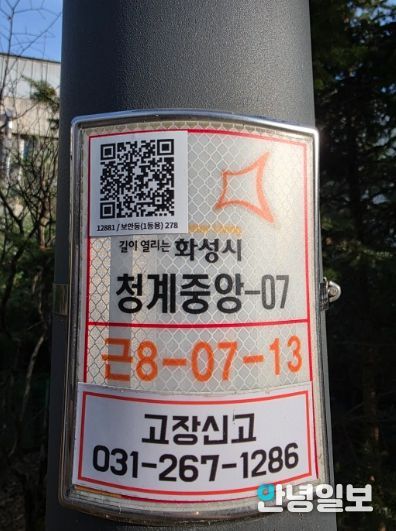 12881 / 보안등(1등용) 278
길이 열리는 화성시
청계중앙-07
근8-07-13
고장신고
031-267-1286
안녕일보